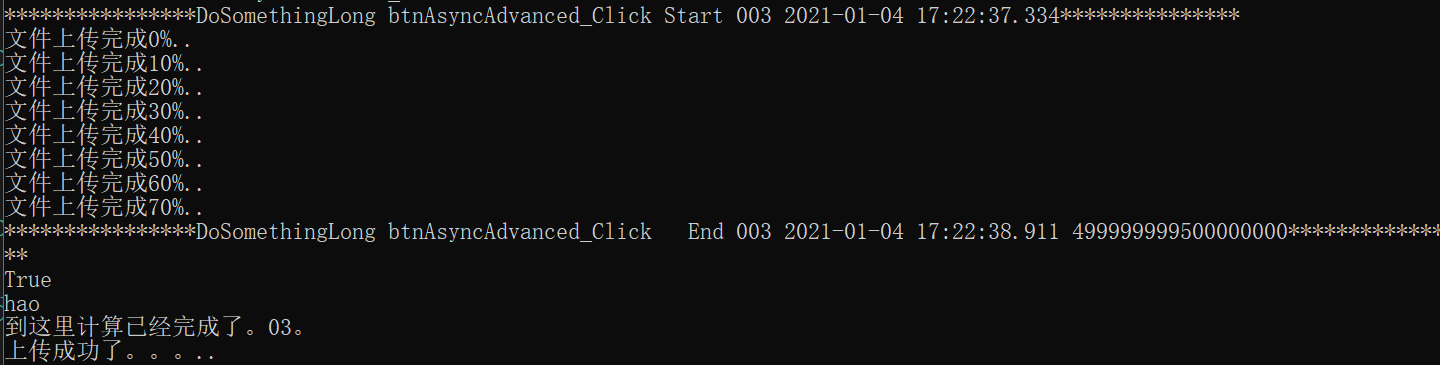 ****************DoSomethingLong btnAsyncAdvanced_Click Start 003 2021-01-04 17:22:37.334***************
文件上传完成0%..
文件上传完成10%..
文件上传完成20%..
文件上传完成30%..
文件上传完成40%..
文件上传完成50%..
文件上传完成60%..
文件上传完成70%..
****************DoSomethingLong btnAsyncAdvanced_Click   End 003 2021-01-04 17:22:38.911 499999999500000000*************
**
True
hao
到这里计算已经完成了。03。
上传成功了。。。..